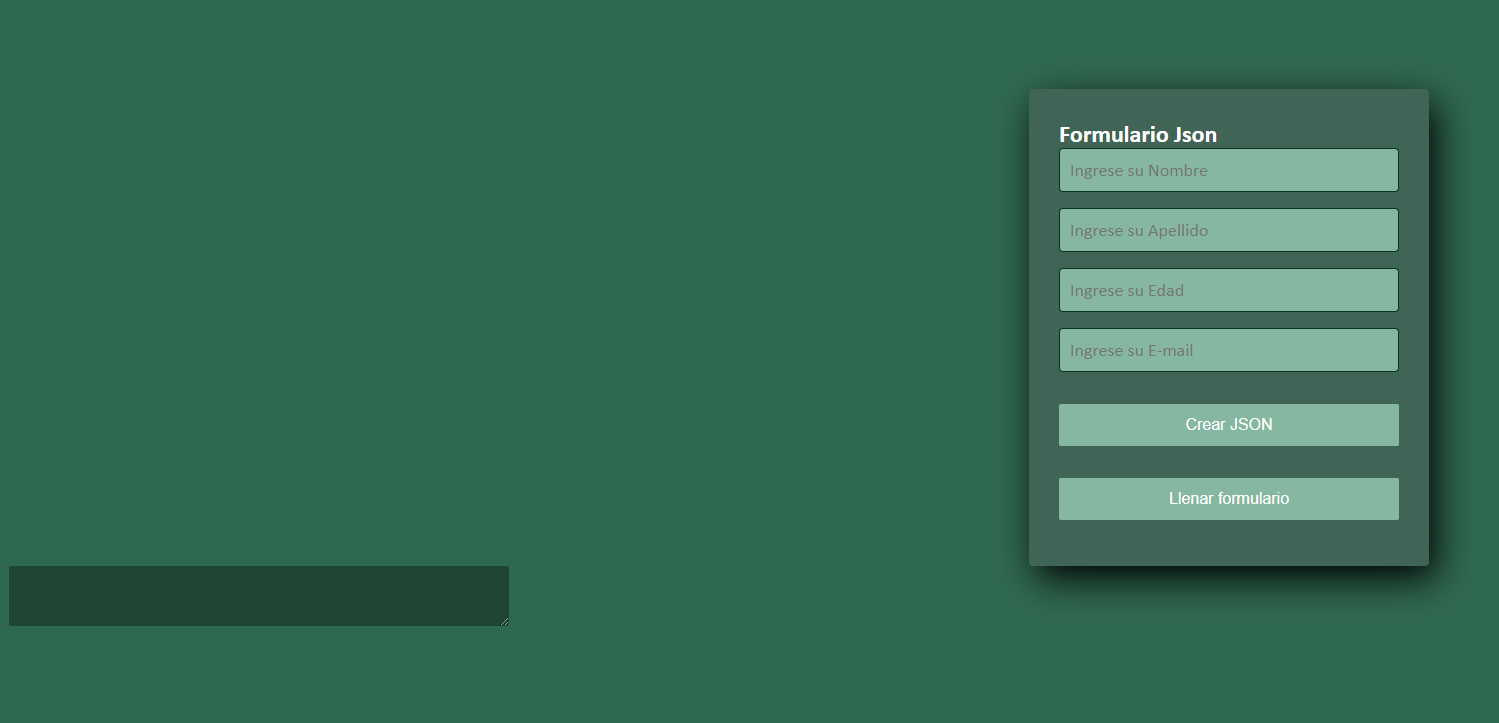 Formulario Json
Ingrese su Nombre
Ingrese su Apellido
Ingrese su Edad
Ingrese su E-mail
Crear JSON
Llenar formulario